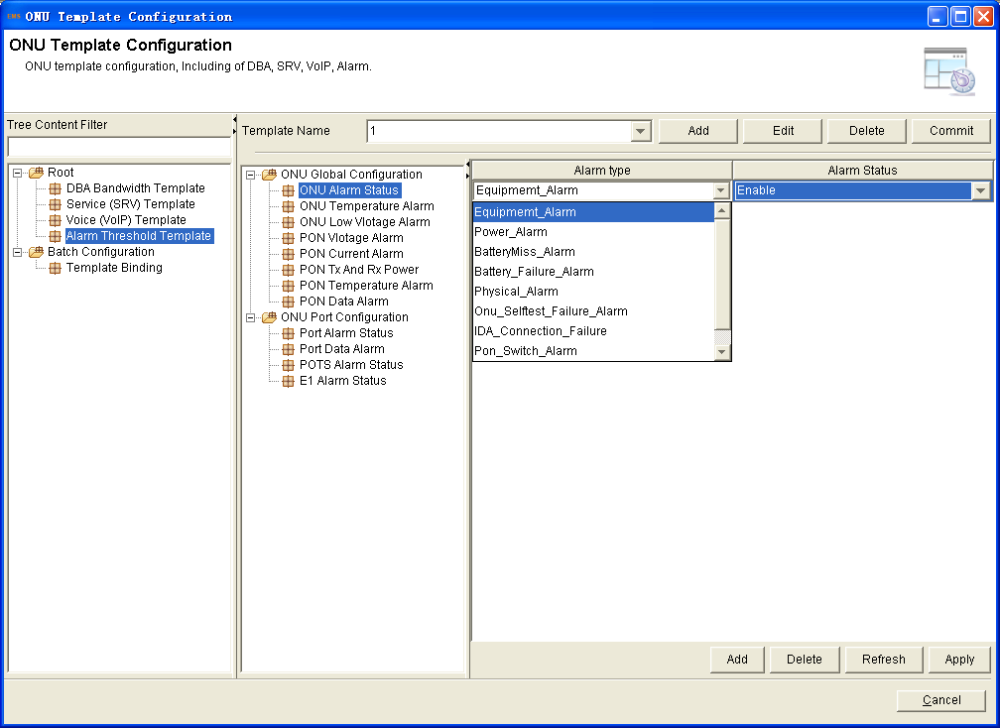 EMS ONU Template Configuration
ONU Template Configuration
ONU template configuration, Including of DBA, SRV, VoIP, Alarm.
Tree Content Filter
Template Name
1
Add
Edit
Delete
Commit
Root
DBA Bandwidth Template
Service (SRV) Template
Voice (VoIP) Template
Alarm Threshold Template
Batch Configuration
Template Binding
ONU Global Configuration
ONU Alarm Status
ONU Temperature Alarm
ONU Low Vlotage Alarm
PON Vlotage Alarm
PON Current Alarm
PON Tx And Rx Power
PON Temperature Alarm
PON Data Alarm
ONU Port Configuration
Port Alarm Status
Port Data Alarm
POTS Alarm Status
E1 Alarm Status
Alarm type
Alarm Status
Equipmemt_Alarm
Enable
Equipmemt_Alarm
Power_Alarm
BatteryMiss_Alarm
Battery_Failure_Alarm
Physical_Alarm
Onu_Selftest_Failure_Alarm
IDA_Connection_Failure
Pon_Switch_Alarm
Add
Delete
Refresh
Apply
Cancel